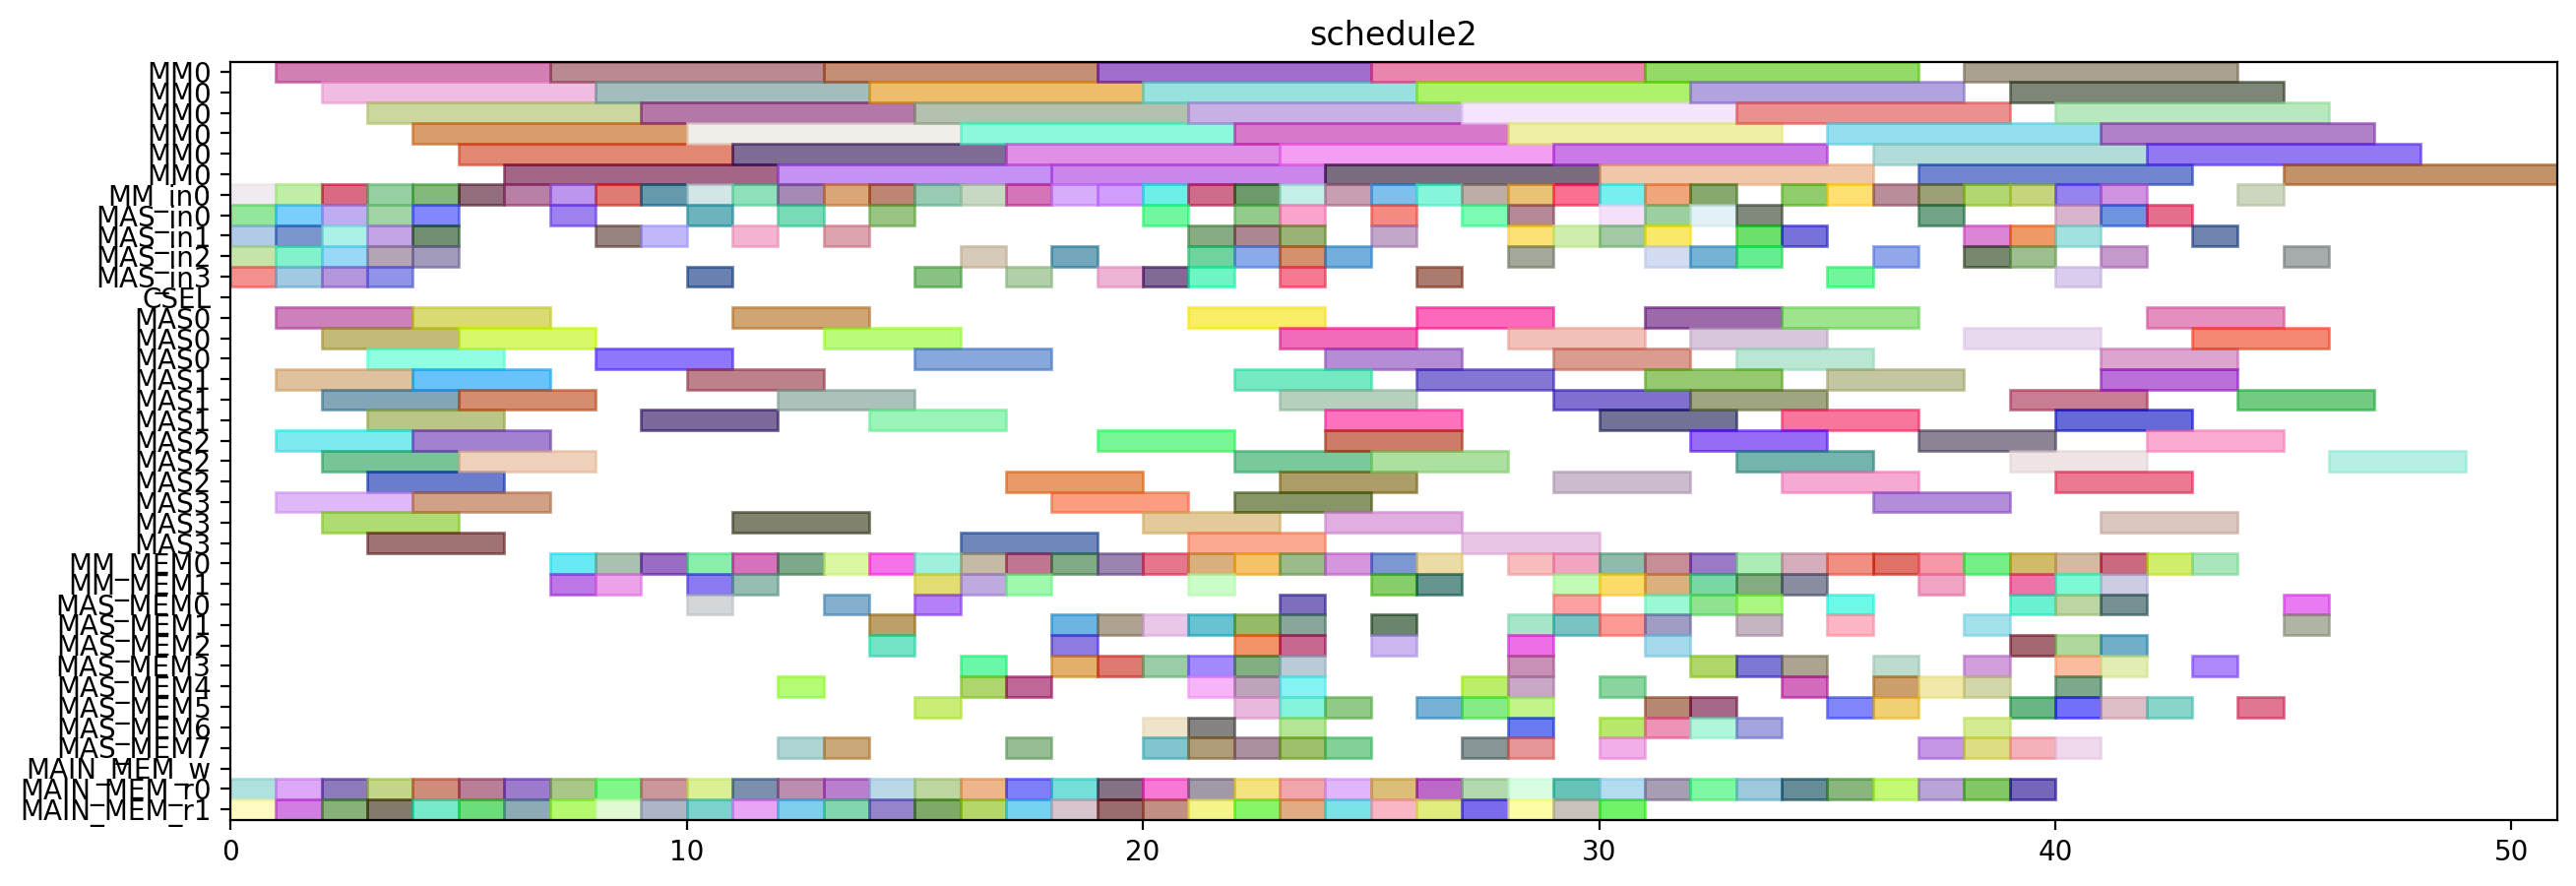 schedule2
MM0
MM0
MM0
MM0
MM0
MM0
MM_in0
MAS_in0
MAS_in1
MAS_in2
MAS_in3
CSEL
MAS0
MAS0
MAS0
MAS1
MAS1
MAS1
MAS2
MAS2
MAS2
MAS3
MAS3
MAS3
MM_MEM0
MM_MEM1
MAS_MEM0
MAS_MEM1
MAS_MEM2
MAS_MEM3
MAS_MEM4
MAS_MEM5
MAS_MEM6
MAS_MEM7
MAIN_MEM_w
MAIN_MEM_r0
MAIN_MEM_r1
0 10 20 30 40 50